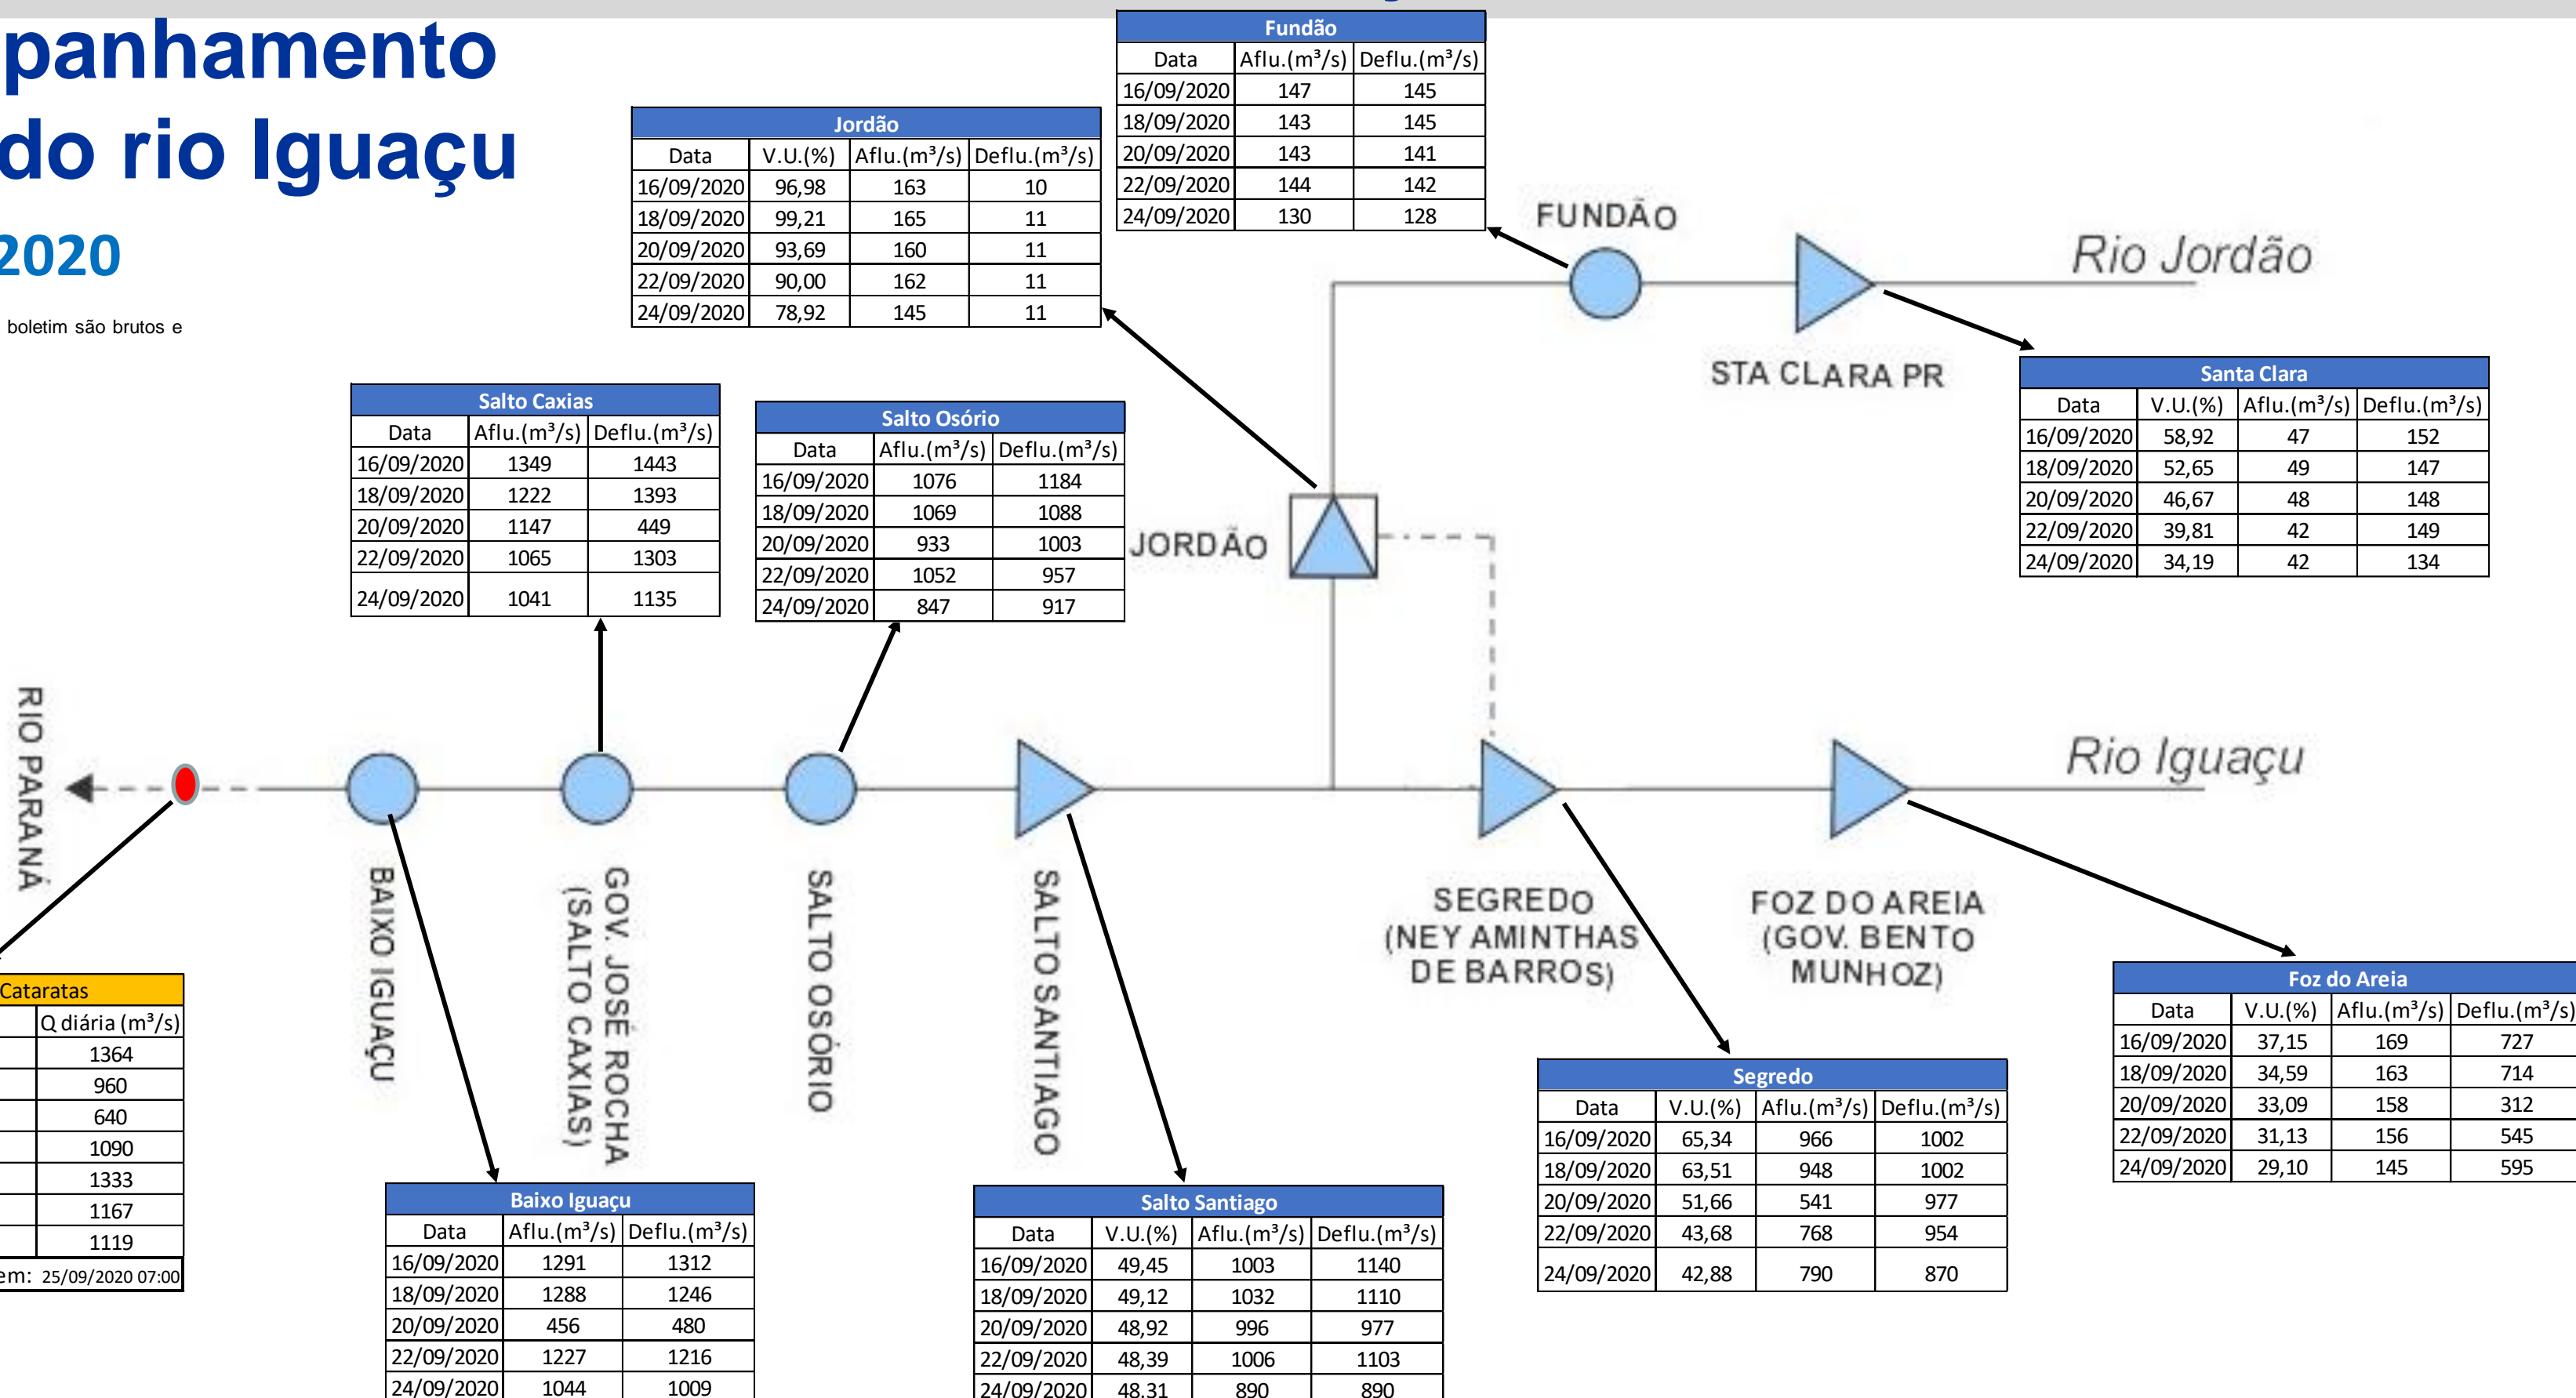 panhamento
do rio Iguaçu
2020
boletim são brutos e
Fundão
Data Aflu.(m³/s) Deflu.(m³/s)
16/09/2020 147 145
18/09/2020 143 145
20/09/2020 143 141
22/09/2020 144 142
24/09/2020 130 128
Jordão
Data V.U.(%) Aflu.(m³/s) Deflu.(m³/s)
16/09/2020 96,98 163 10
18/09/2020 99,21 165 11
20/09/2020 93,69 160 11
22/09/2020 90,00 162 11
24/09/2020 78,92 145 11
FUNDÃO
Rio Jordão
STA CLARA PR
Santa Clara
Data V.U.(%) Aflu.(m³/s) Deflu.(m³/s)
16/09/2020 58,92 47 152
18/09/2020 52,65 49 147
20/09/2020 46,67 48 148
22/09/2020 39,81 42 149
24/09/2020 34,19 42 134
Salto Caxias
Data Aflu.(m³/s) Deflu.(m³/s)
16/09/2020 1349 1443
18/09/2020 1222 1393
20/09/2020 1147 449
22/09/2020 1065 1303
24/09/2020 1041 1135
Salto Osório
Data Aflu.(m³/s) Deflu.(m³/s)
16/09/2020 1076 1184
18/09/2020 1069 1088
20/09/2020 933 1003
22/09/2020 1052 957
24/09/2020 847 917
JORDÃO
RIO PARANÁ
Rio Iguaçu
BAIXO IGUAÇU
GOV. JOSÉ ROCHA
(SALTO CAXIAS)
SALTO OSÓRIO
SALTO SANTIAGO
SEGREDO
(NEY AMINTHAS
DE BARROS)
FOZ DO AREIA
(GOV. BENTO
MUNHOZ)
Cataratas
Q diária (m³/s)
1364
960
640
1090
1333
1167
1119
em: 25/09/2020 07:00
Baixo Iguaçu
Data Aflu.(m³/s) Deflu.(m³/s)
16/09/2020 1291 1312
18/09/2020 1288 1246
20/09/2020 456 480
22/09/2020 1227 1216
24/09/2020 1044 1009
Salto Santiago
Data V.U.(%) Aflu.(m³/s) Deflu.(m³/s)
16/09/2020 49,45 1003 1140
18/09/2020 49,12 1032 1110
20/09/2020 48,92 996 977
22/09/2020 48,39 1006 1103
24/09/2020 48,31 890 890
Segredo
Data V.U.(%) Aflu.(m³/s) Deflu.(m³/s)
16/09/2020 65,34 966 1002
18/09/2020 63,51 948 1002
20/09/2020 51,66 541 977
22/09/2020 43,68 768 954
24/09/2020 42,88 790 870
Foz do Areia
Data V.U.(%) Aflu.(m³/s) Deflu.(m³/s)
16/09/2020 37,15 169 727
18/09/2020 34,59 163 714
20/09/2020 33,09 158 312
22/09/2020 31,13 156 545
24/09/2020 29,10 145 595